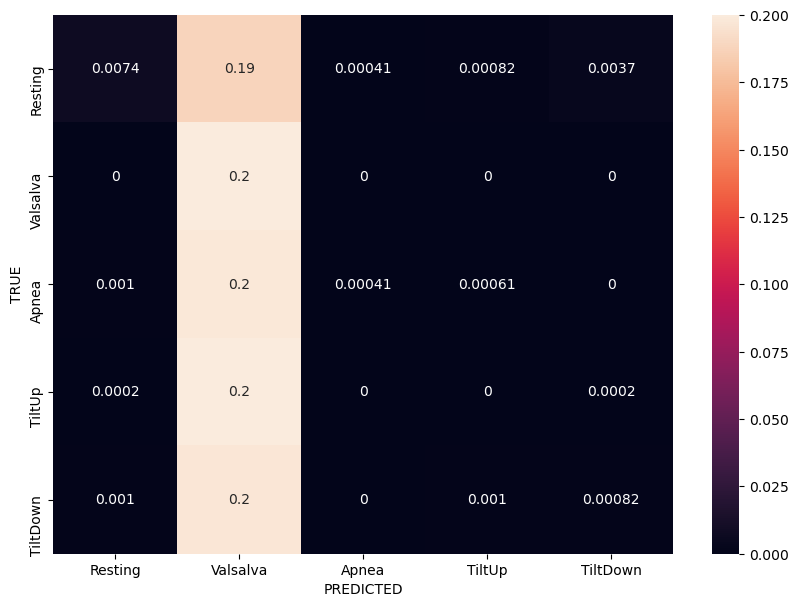 0.0074 0.19 0.00041 0.00082 0.0037
0 0.2 0 0 0
0.001 0.2 0.00041 0.00061 0
0.0002 0.2 0 0 0.0002
0.001 0.2 0 0.001 0.00082
Resting
Valsalva
Apnea
TiltUp
TiltDown
TRUE
Resting Valsalva Apnea TiltUp TiltDown
PREDICTED
0.200
0.175
0.150
0.125
0.100
0.075
0.050
0.025
0.000